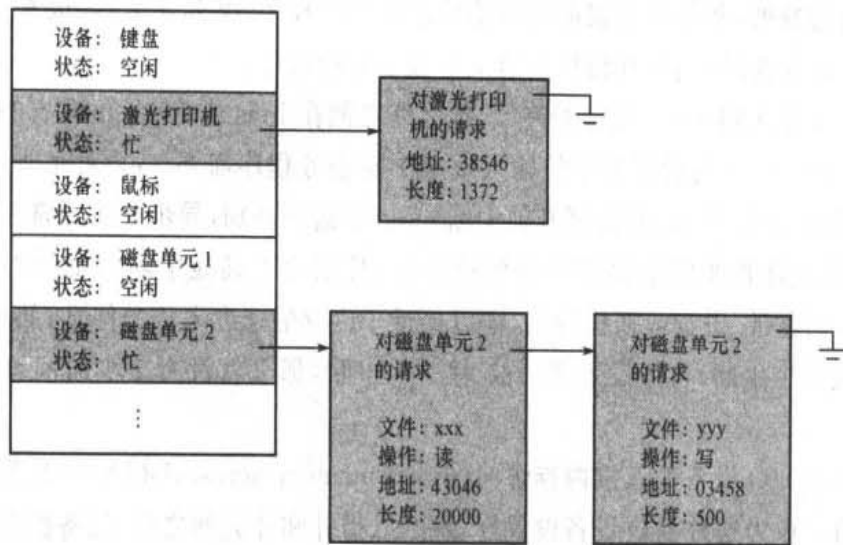 设备: 键盘
状态: 空闲
设备: 激光打印机
状态: 忙
设备: 鼠标
状态: 空闲
设备: 磁盘单元 1
状态: 空闲
设备: 磁盘单元 2
状态: 忙
⋮
对激光打印
机的请求
地址: 38546
长度: 1372
对磁盘单元2
的请求
文件: xxx
操作: 读
地址: 43046
长度: 20000
对磁盘单元2
的请求
文件: yyy
操作: 写
地址: 03458
长度: 500